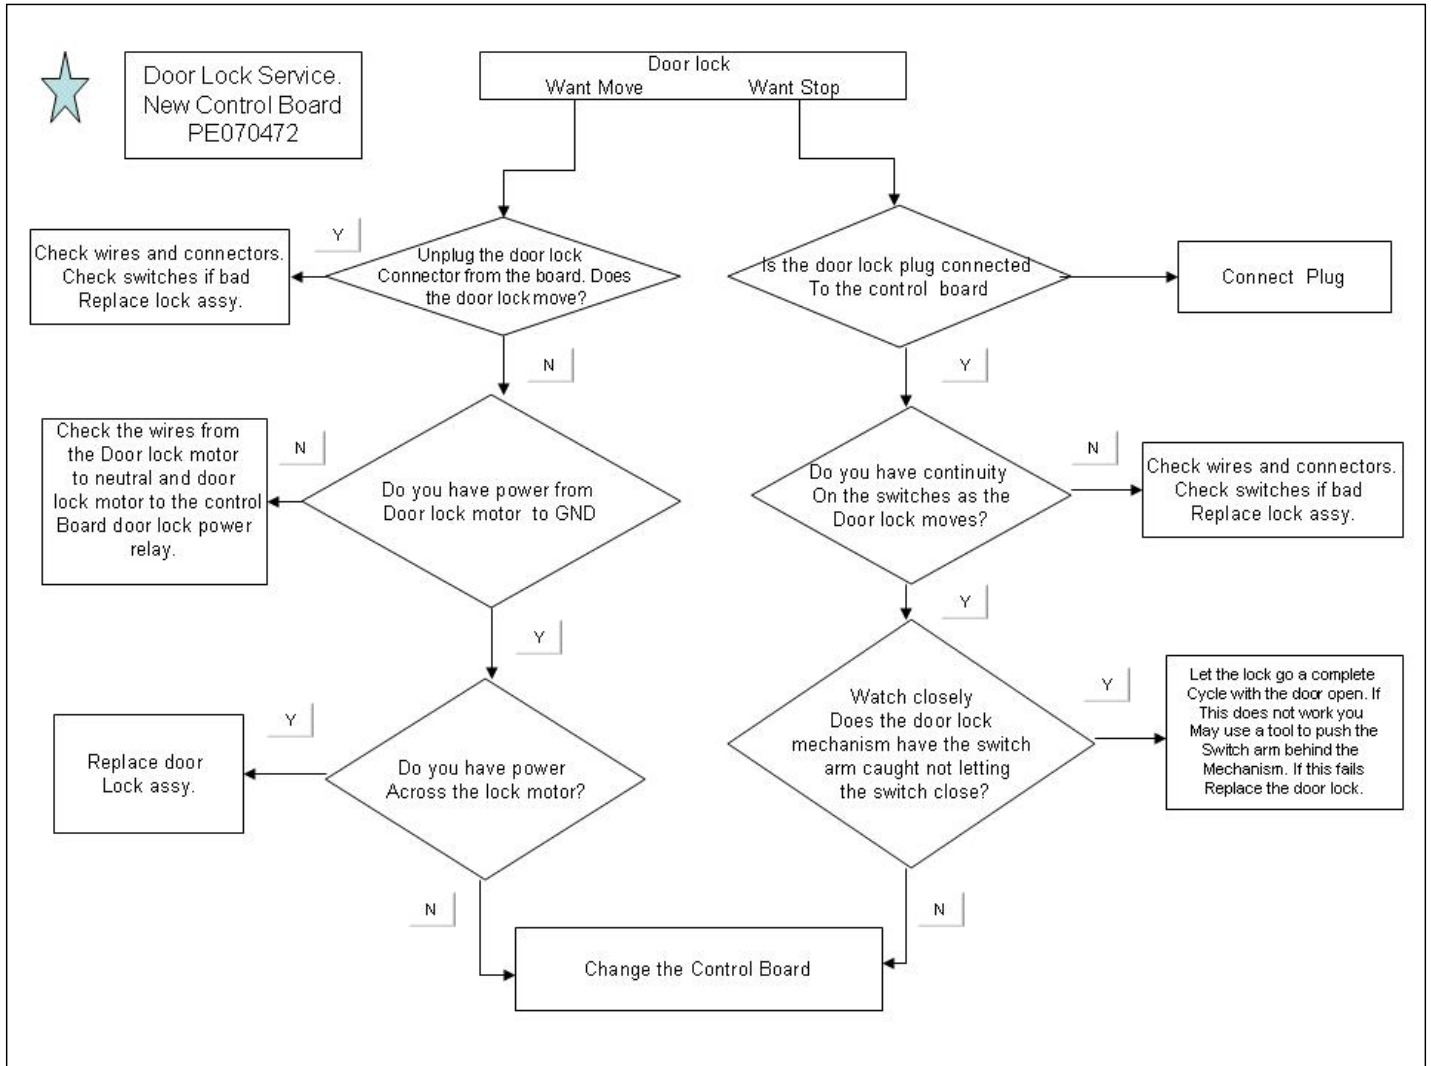 Door Lock Service.
New Control Board
PE070472
Door lock
Want Move Want Stop
Y
Check wires and connectors.
Check switches if bad
Replace lock assy.
Unplug the door lock
Connector from the board. Does
the door lock move?
Is the door lock plug connected
To the control board
Connect Plug
N
Y
Check the wires from
the Door lock motor
to neutral and door
lock motor to the control
Board door lock power
relay.
N
Do you have power from
Door lock motor to GND
Do you have continuity
On the switches as the
Door lock moves?
N
Check wires and connectors.
Check switches if bad
Replace lock assy.
Y
Y
Replace door
Lock assy.
Y
Do you have power
Across the lock motor?
Watch closely
Does the door lock
mechanism have the switch
arm caught not letting
the switch close?
Y
Let the lock go a complete
Cycle with the door open. If
This does not work you
May use a tool to push the
Switch arm behind the
Mechanism. If this fails
Replace the door lock.
N
N
Change the Control Board